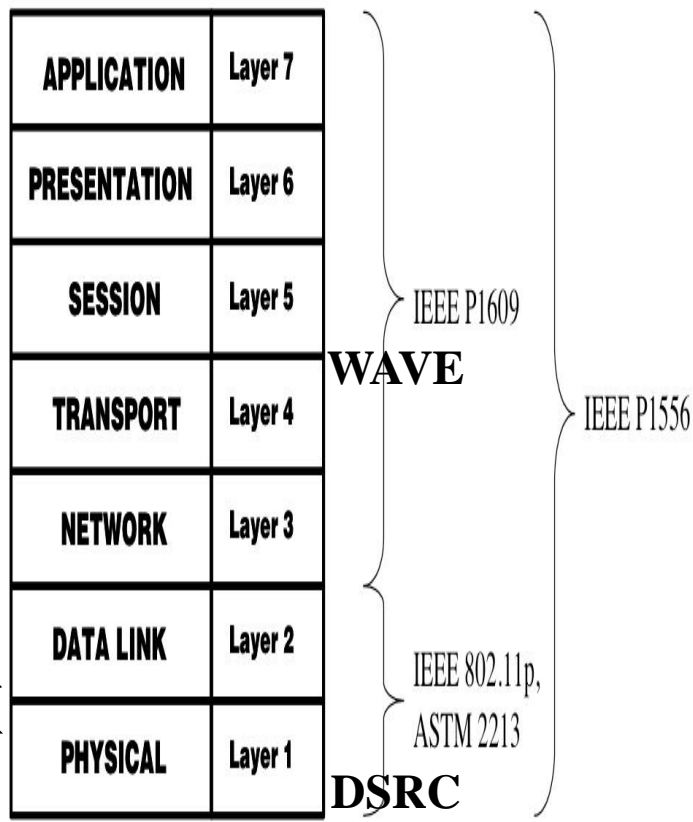 APPLICATION Layer 7
PRESENTATION Layer 6
SESSION Layer 5
IEEE P1609
WAVE
TRANSPORT Layer 4
IEEE P1556
NETWORK Layer 3
DATA LINK Layer 2
IEEE 802.11p,
ASTM 2213
PHYSICAL Layer 1
DSRC